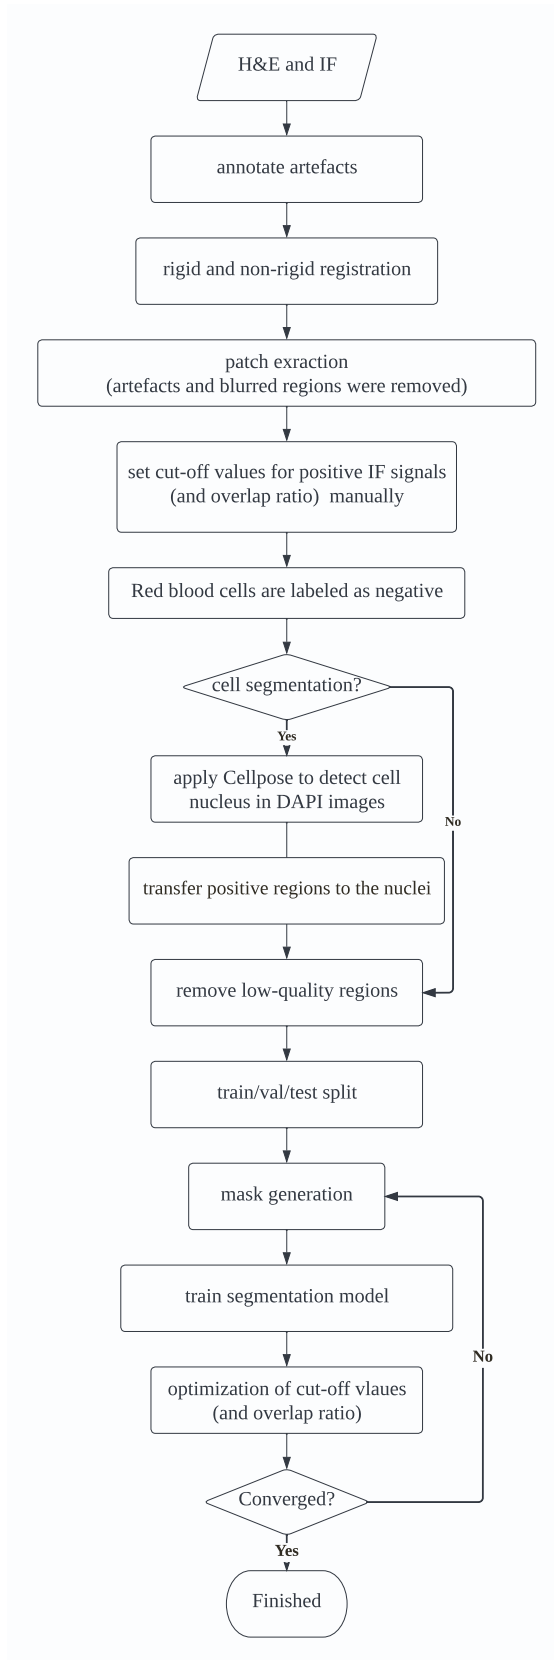 H&E and IF
annotate artefacts
rigid and non-rigid registration
patch exraction
(artefacts and blurred regions were removed)
set cut-off values for positive IF signals
(and overlap ratio)  manually
Red blood cells are labeled as negative
cell segmentation?
Yes
apply Cellpose to detect cell
nucleus in DAPI images
No
transfer positive regions to the nuclei
remove low-quality regions
train/val/test split
mask generation
train segmentation model
No
optimization of cut-off vlaues
(and overlap ratio)
Converged?
Yes
Finished